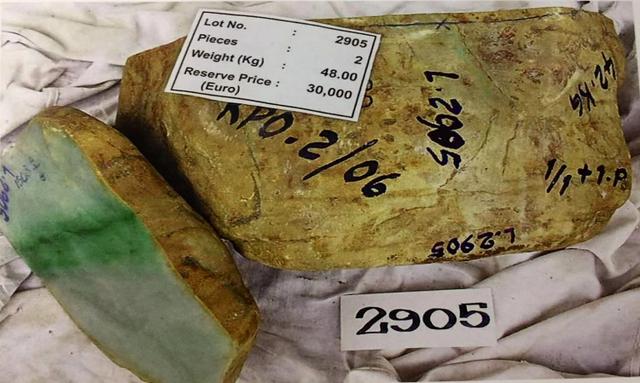 Lot No. : 2905
Pieces : 2
Weight (Kg) : 48.00
Reserve Price : 30,000
(Euro)
KPO-2/06
L.2905
42.KG
1/1+1.P.
L.2905
2905